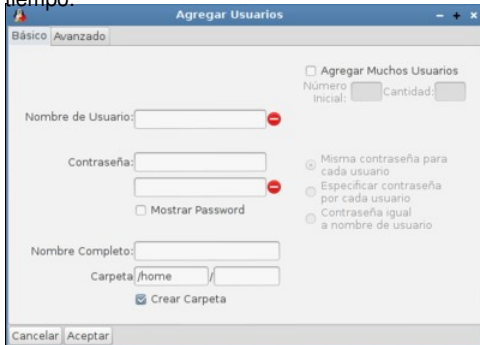 tiempo.
Agregar Usuarios
Básico Avanzado
Agregar Muchos Usuarios
Número Inicial: Cantidad:
Nombre de Usuario:
Contraseña:
Misma contraseña para
cada usuario
Especificar contraseña
por cada usuario
Mostrar Password
Contraseña igual
a nombre de usuario
Nombre Completo:
Carpeta /home /
Crear Carpeta
Cancelar Aceptar